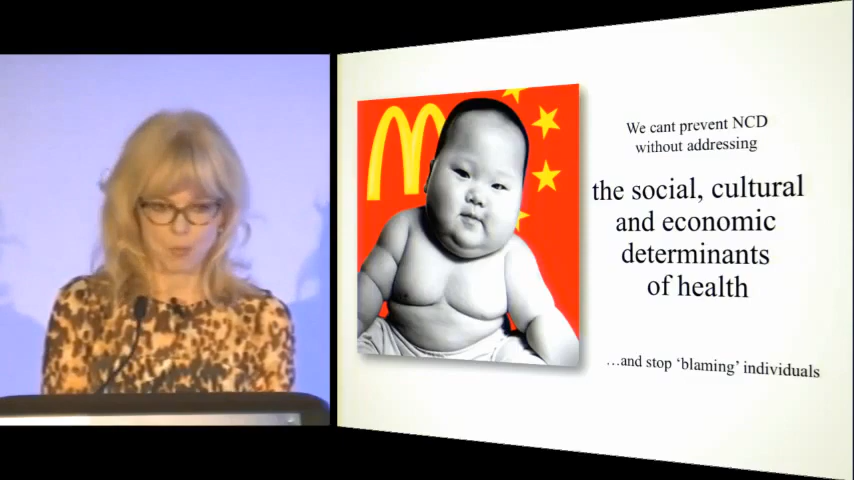 We cant prevent NCD
without addressing
the social, cultural
and economic
determinants
of health
...and stop ‘blaming’ individuals